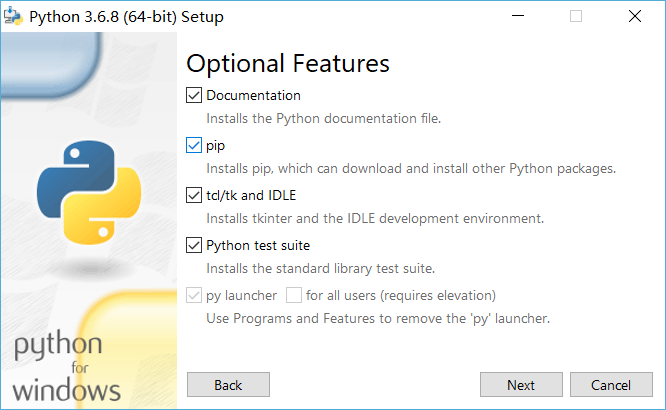 Python 3.6.8 (64-bit) Setup
Optional Features
Documentation
Installs the Python documentation file.
pip
Installs pip, which can download and install other Python packages.
tcl/tk and IDLE
Installs tkinter and the IDLE development environment.
Python test suite
Installs the standard library test suite.
py launcher for all users (requires elevation)
Use Programs and Features to remove the 'py' launcher.
python
for
windows
Back Next Cancel